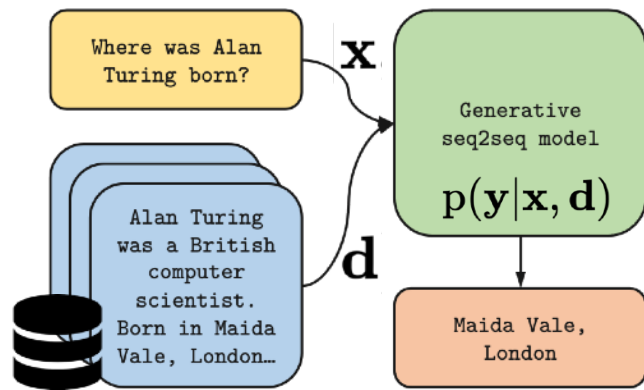 Where was Alan
Turing born?
x
Generative
seq2seq model
p(y|x, d)
Alan Turing
was a British
computer
scientist.
Born in Maida
Vale, London…
d
Maida Vale,
London